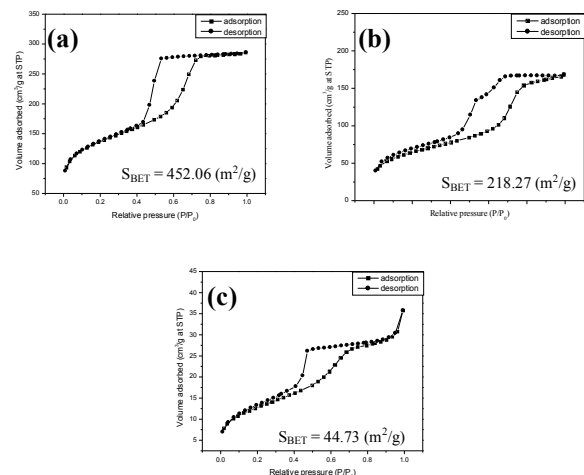 (a)
adsorption
desorption
Volume adsorbed (cm³/g at STP)
350
300
250
200
150
100
50
S_BET = 452.06 (m²/g)
0.0 0.2 0.4 0.6 0.8 1.0
Relative pressure (P/P₀)
(b)
adsorption
desorption
Volume adsorbed (cm³/g at STP)
200
150
100
50
0
S_BET = 218.27 (m²/g)
Relative pressure (P/P₀)
(c)
adsorption
desorption
Volume adsorbed (cm³/g at STP)
45
40
35
30
25
20
15
10
5
0
S_BET = 44.73 (m²/g)
0.0 0.2 0.4 0.6 0.8 1.0
Relative pressure (P/P₀)